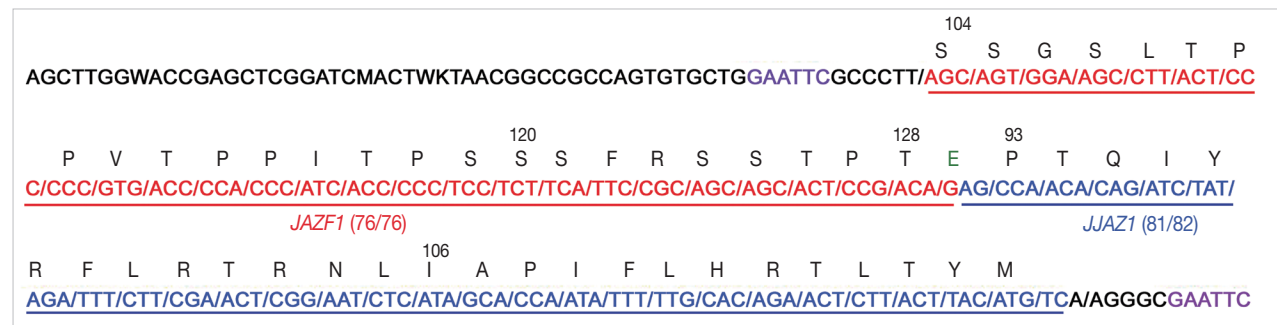 104
S S G S L T P
AGCTTGGWACCGAGCTCGGATCMACTWKTAACGGCCGCCAGTGTGCTGGAATTCGCCCTT/AGC/AGT/GGA/AGC/CTT/ACT/CC
120 128 93
P V T P P I T P S S S F R S S T P T E P T Q I Y
C/CCC/GTG/ACC/CCA/CCC/ATC/ACC/CCC/TCC/TCT/TCA/TTC/CGC/AGC/AGC/ACT/CCG/ACA/GAG/CCA/ACA/CAG/ATC/TAT/
JAZF1 (76/76) JJAZ1 (81/82)
106
R F L R T R N L I A P I F L H R T L T Y M
AGA/TTT/CTT/CGA/ACT/CGG/AAT/CTC/ATA/GCA/CCA/ATA/TTT/TTG/CAC/AGA/ACT/CTT/ACT/TAC/ATG/TCA/AGGGCGAATTC